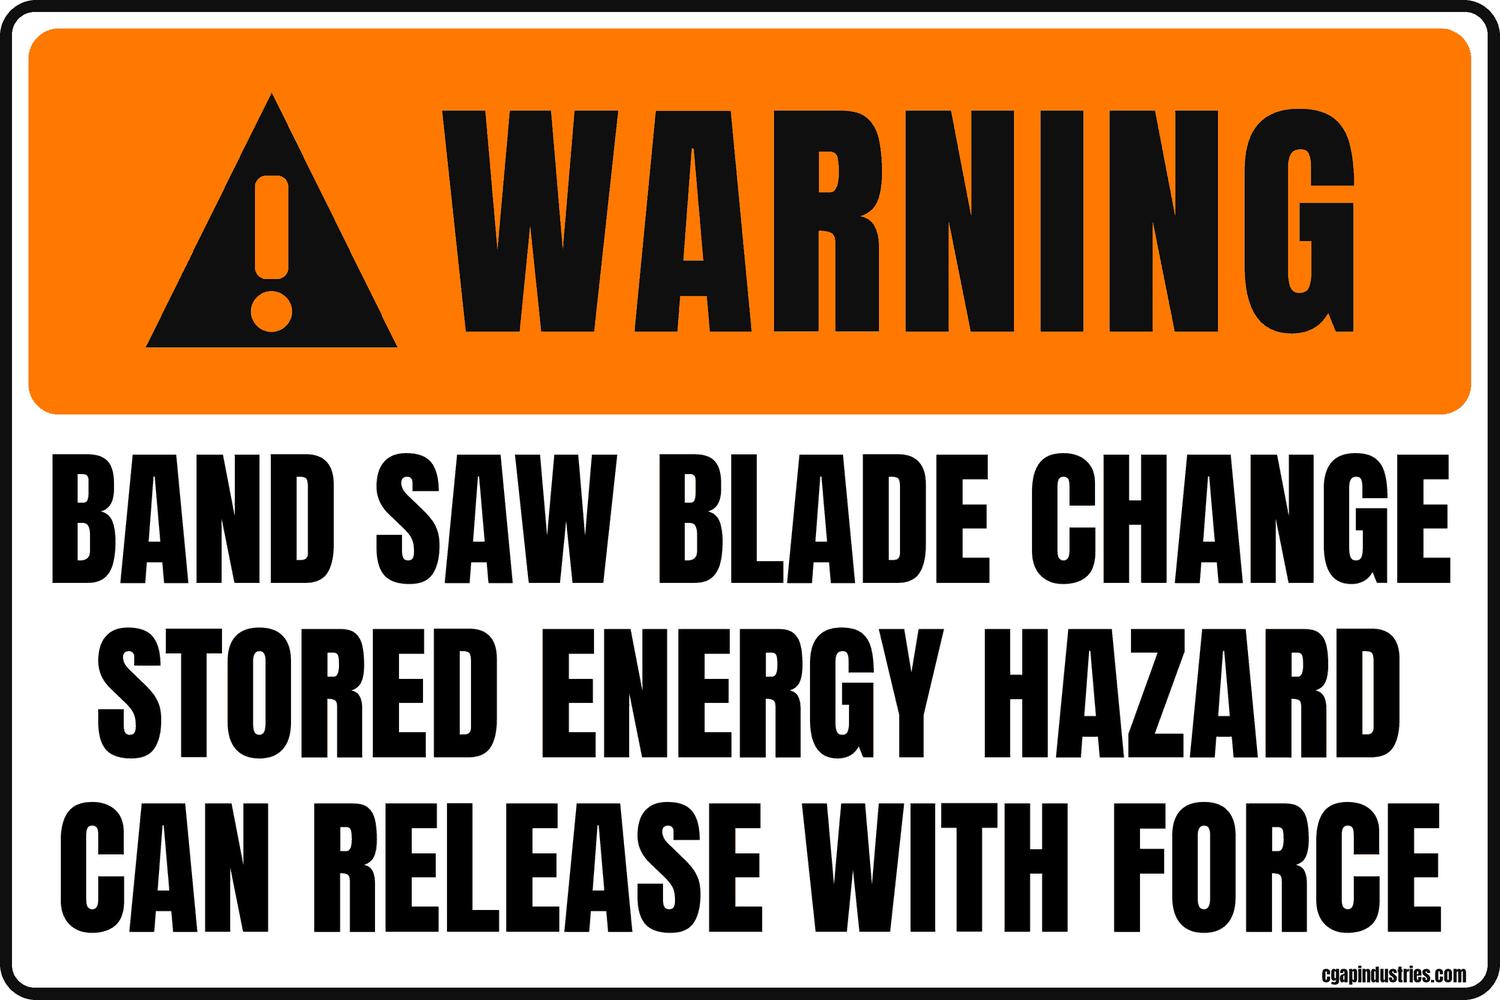 WARNING
BAND SAW BLADE CHANGE
STORED ENERGY HAZARD
CAN RELEASE WITH FORCE
cgapindustries.com